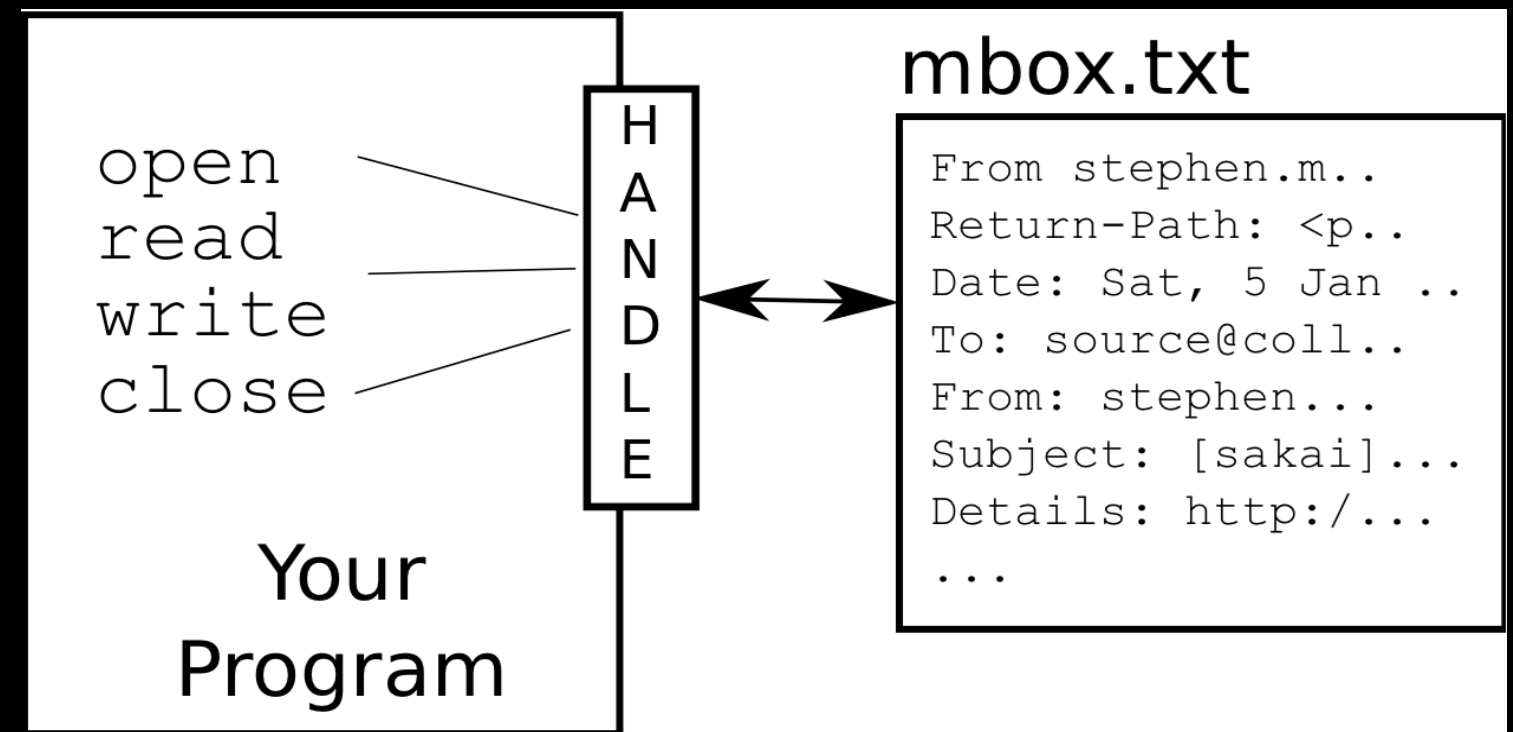 open
read
write
close
Your
Program
H
A
N
D
L
E
mbox.txt
From stephen.m..
Return-Path: <p..
Date: Sat, 5 Jan ..
To: source@coll..
From: stephen...
Subject: [sakai]...
Details: http:/...
...